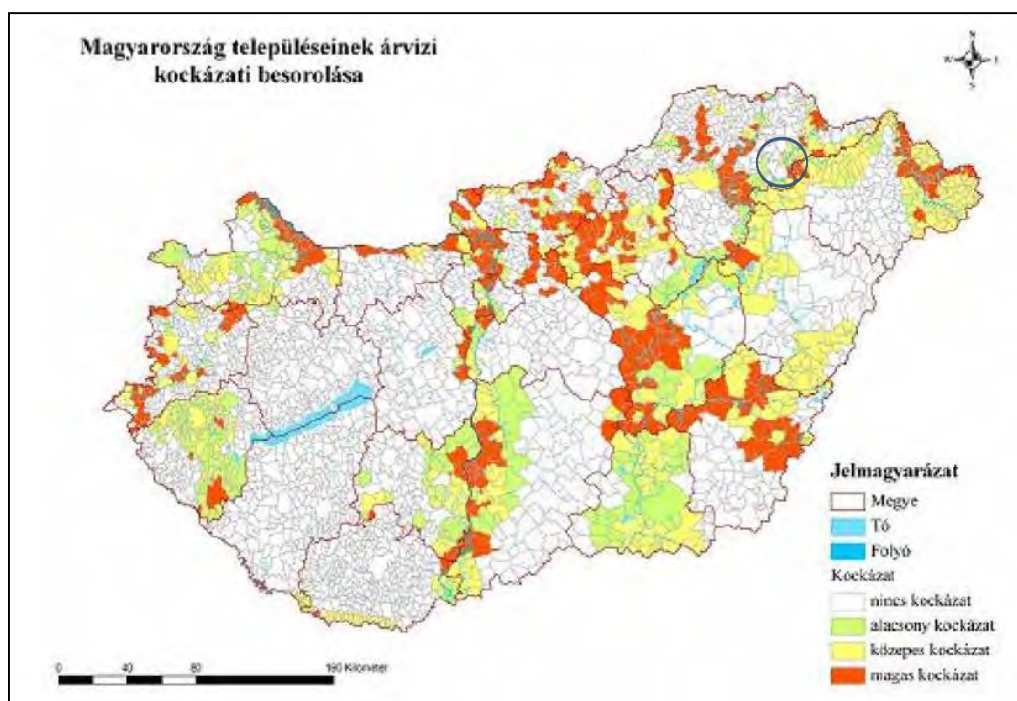 Magyarország településeinek árvizi
kockázati besorolása
N
W
E
S
Jelmagyarázat
Megye
Tó
Folyó
Kockázat
nincs kockázat
alacsony kockázat
közepes kockázat
magas kockázat
0 40 80 160 Kilométer